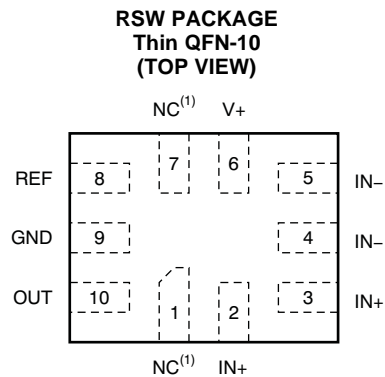 RSW PACKAGE
Thin QFN-10
(TOP VIEW)
NC(1) V+
REF 8 7 6 5 IN–
GND 9 4 IN–
OUT 10 1 2 3 IN+
NC(1) IN+